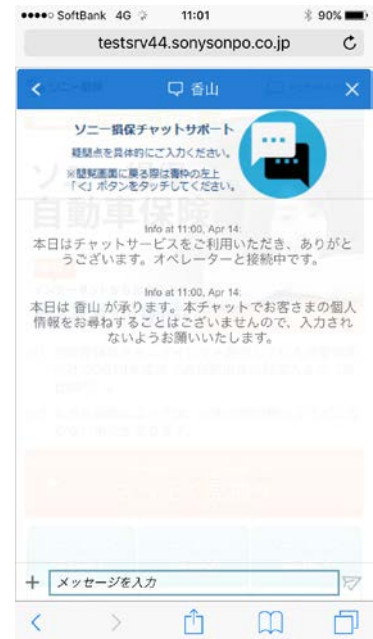 SoftBank 4G 11:01 90%
testsrv44.sonysonpo.co.jp
香山
ソニー損保チャットサポート
疑問点を具体的にご入力ください。
※閲覧画面に戻る際は青枠の左上
「<」ボタンをタッチしてください。
自動車保険
Info at 11:00, Apr 14:
本日はチャットサービスをご利用いただき、ありがと
うございます。オペレーターと接続中です。
Info at 11:00, Apr 14:
本日は 香山 が承ります。本チャットでお客さまの個人
情報をお尋ねすることはございませんので、入力され
ないようお願いいたします。
メッセージを入力